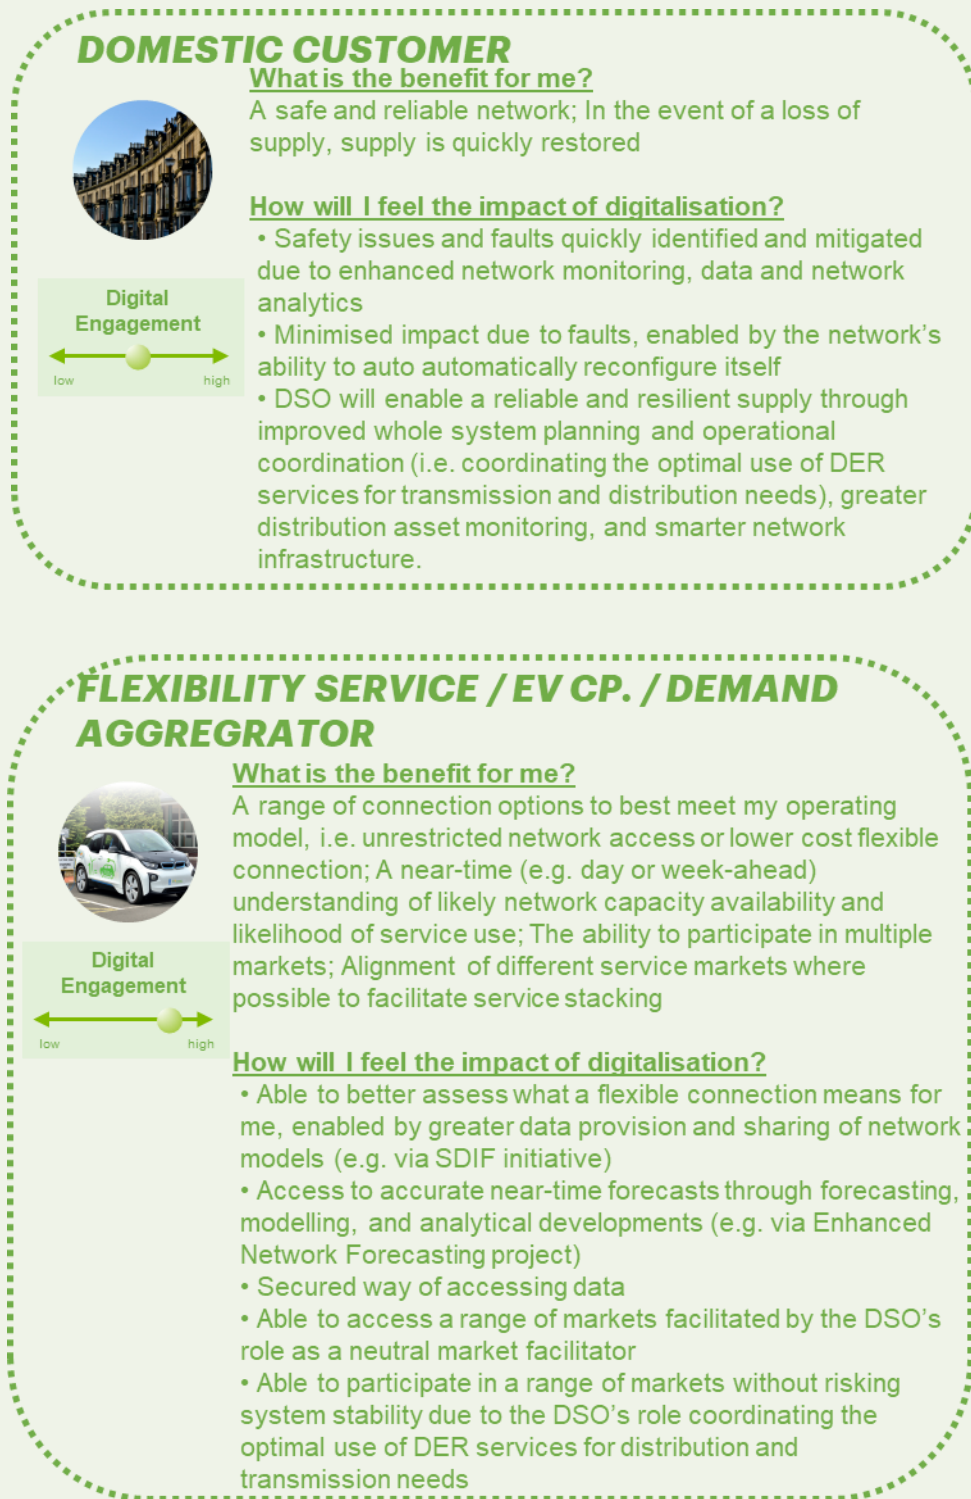 DOMESTIC CUSTOMER
What is the benefit for me?
A safe and reliable network; In the event of a loss of
supply, supply is quickly restored
How will I feel the impact of digitalisation?
• Safety issues and faults quickly identified and mitigated
due to enhanced network monitoring, data and network
analytics
• Minimised impact due to faults, enabled by the network's
ability to auto automatically reconfigure itself
• DSO will enable a reliable and resilient supply through
improved whole system planning and operational
coordination (i.e. coordinating the optimal use of DER
services for transmission and distribution needs), greater
distribution asset monitoring, and smarter network
infrastructure.
Digital
Engagement
low high
FLEXIBILITY SERVICE / EV CP. / DEMAND
AGGREGRATOR
What is the benefit for me?
A range of connection options to best meet my operating
model, i.e. unrestricted network access or lower cost flexible
connection; A near-time (e.g. day or week-ahead)
understanding of likely network capacity availability and
likelihood of service use; The ability to participate in multiple
markets; Alignment of different service markets where
possible to facilitate service stacking
How will I feel the impact of digitalisation?
• Able to better assess what a flexible connection means for
me, enabled by greater data provision and sharing of network
models (e.g. via SDIF initiative)
• Access to accurate near-time forecasts through forecasting,
modelling, and analytical developments (e.g. via Enhanced
Network Forecasting project)
• Secured way of accessing data
• Able to access a range of markets facilitated by the DSO's
role as a neutral market facilitator
• Able to participate in a range of markets without risking
system stability due to the DSO's role coordinating the
optimal use of DER services for distribution and
transmission needs
Digital
Engagement
low high